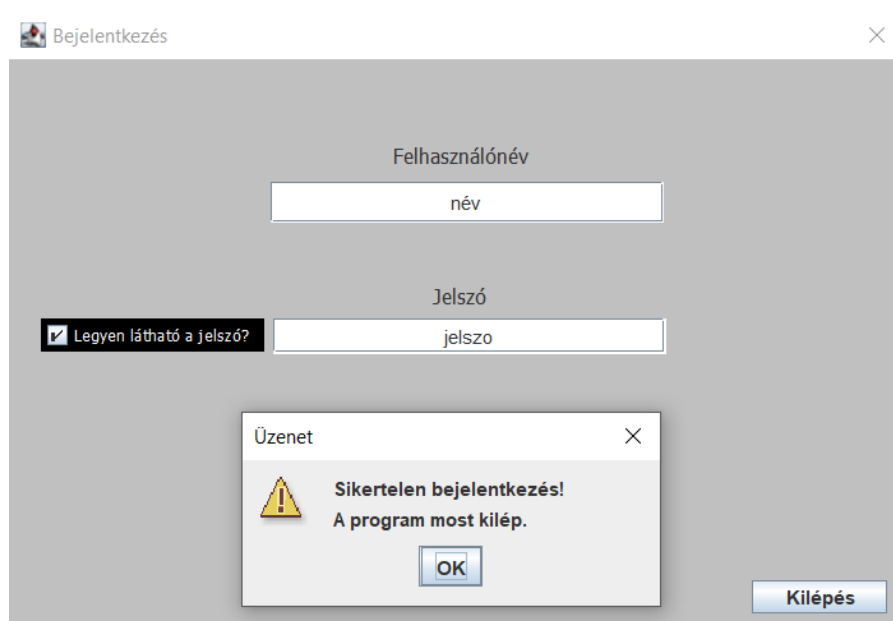 Bejelentkezés
Felhasználónév
név
Jelszó
Legyen látható a jelszó?
jelszo
Üzenet
Sikertelen bejelentkezés!
A program most kilép.
OK
Kilépés